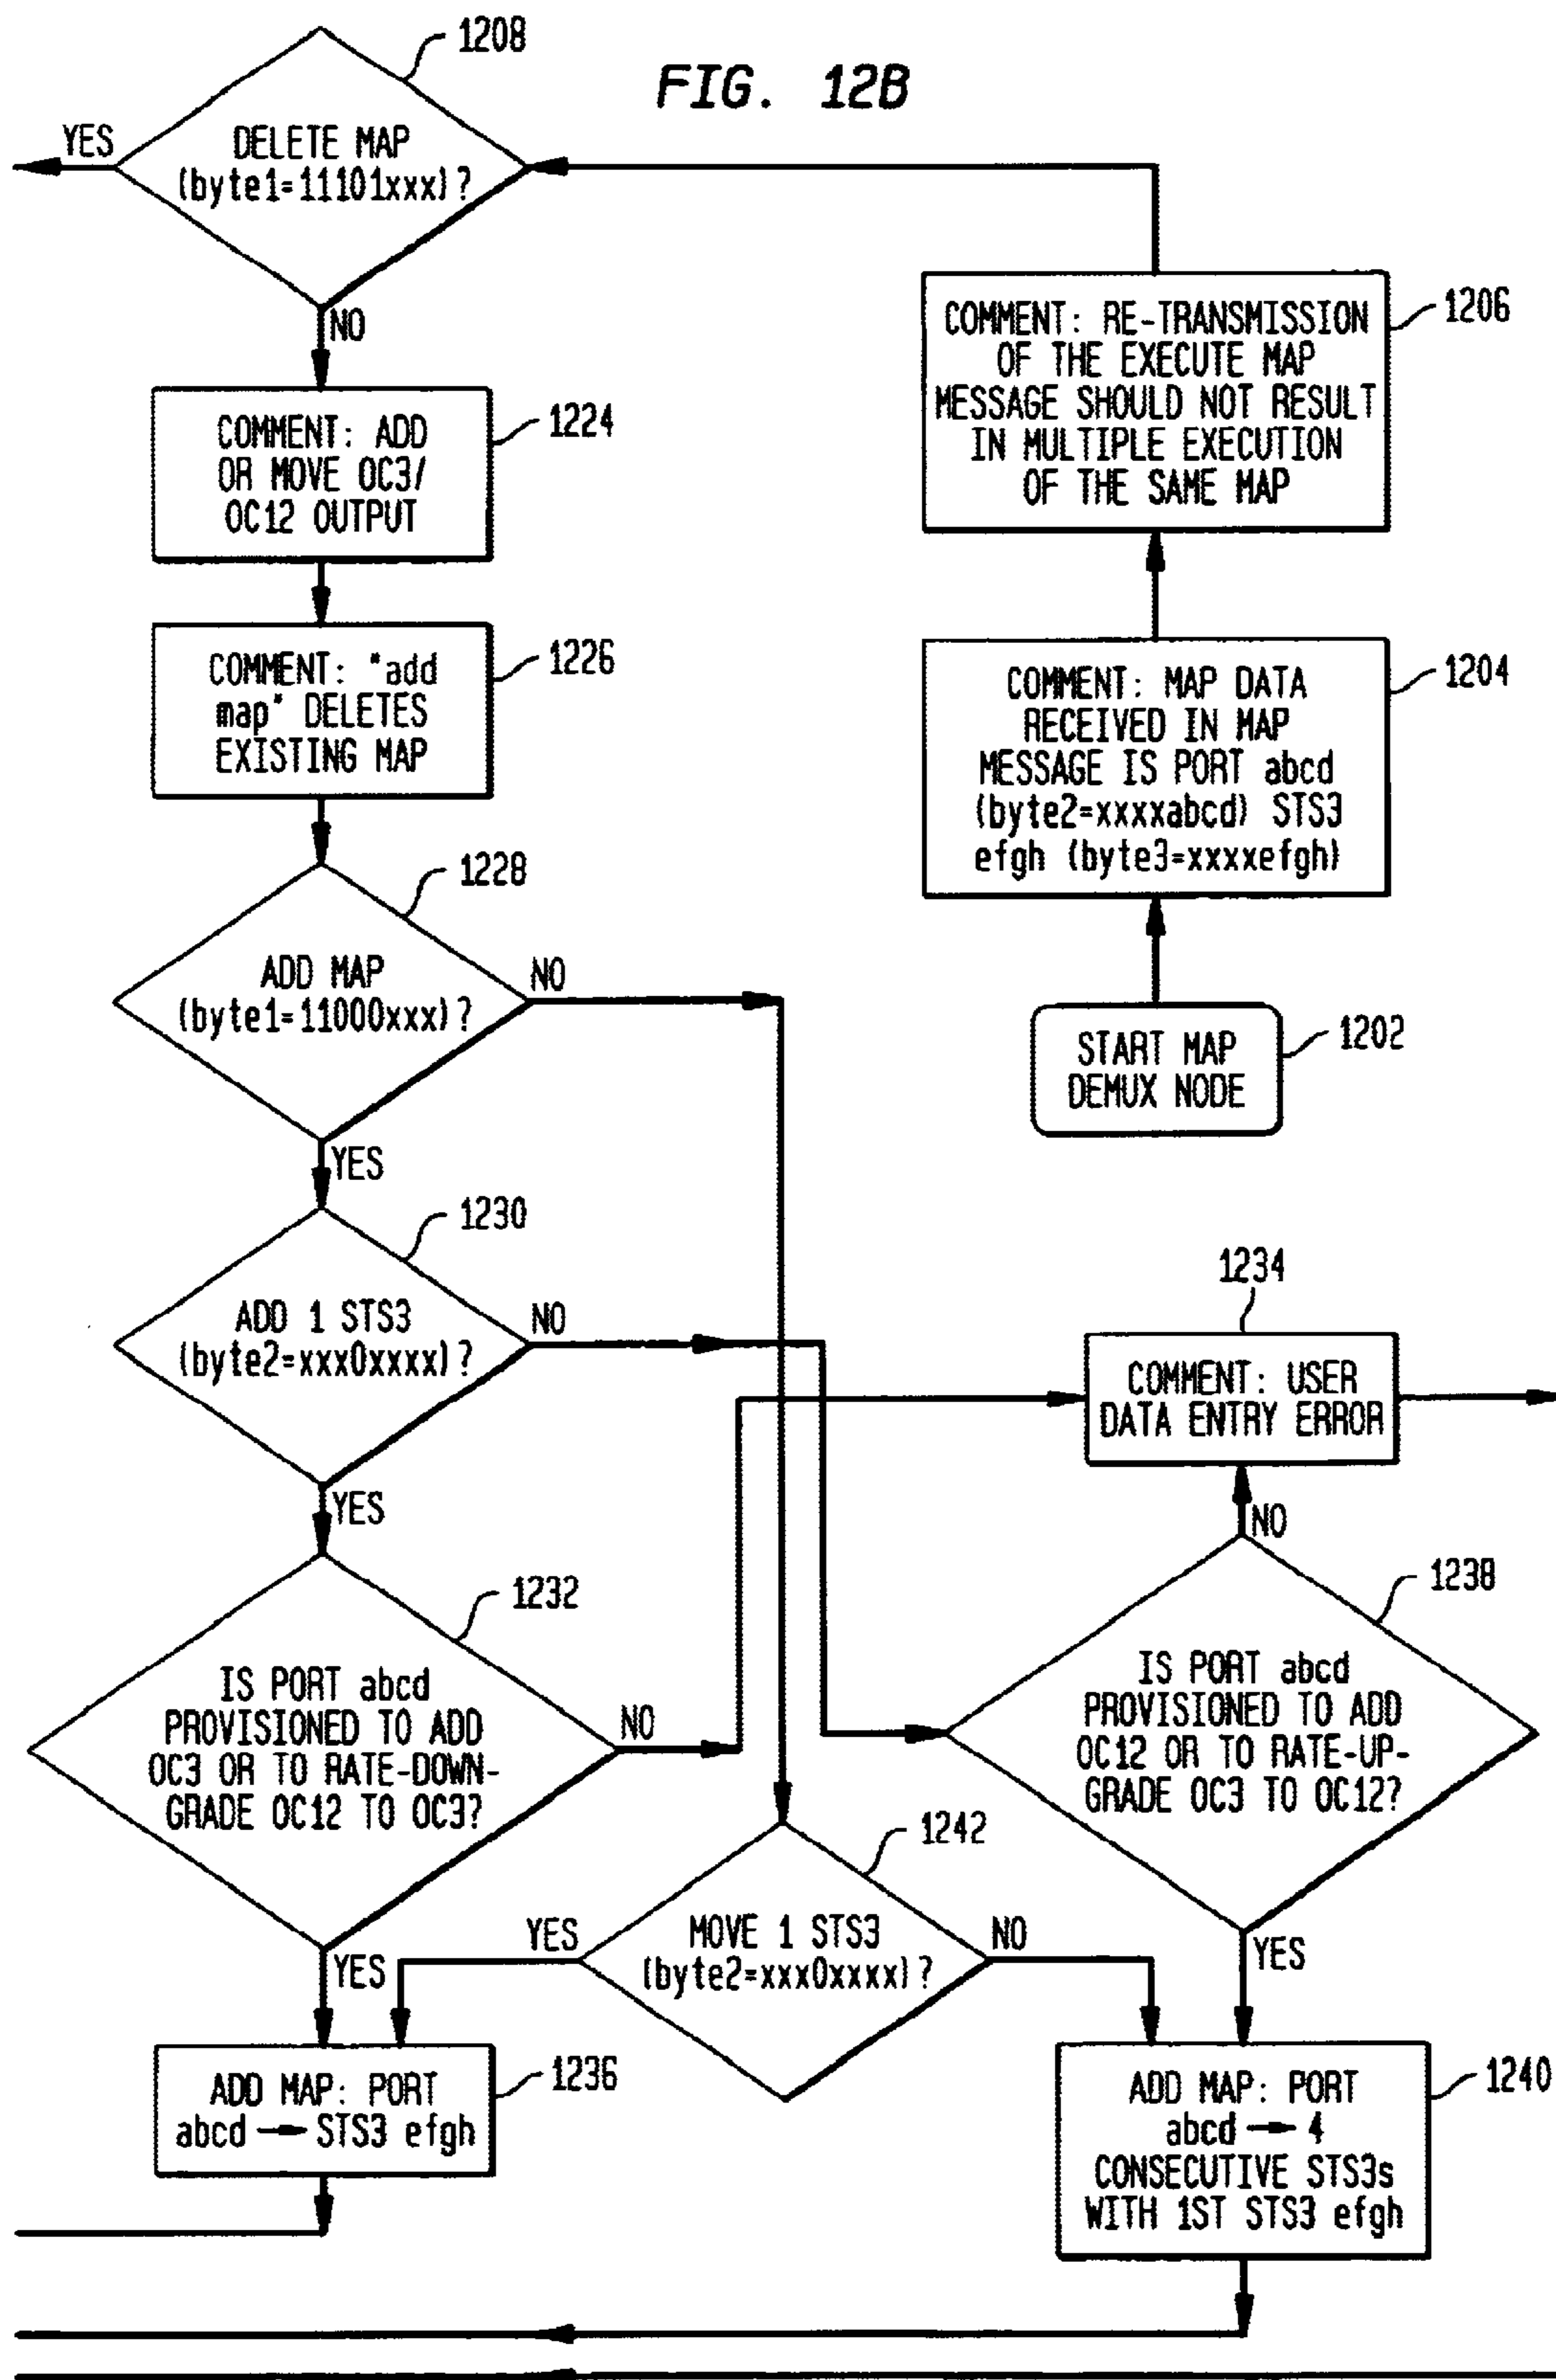 FIG. 12B
1208
DELETE MAP
(byte1=11101xxx)?
YES
NO
1206
COMMENT: RE-TRANSMISSION
OF THE EXECUTE MAP
MESSAGE SHOULD NOT RESULT
IN MULTIPLE EXECUTION
OF THE SAME MAP
1224
COMMENT: ADD
OR MOVE OC3/
OC12 OUTPUT
1226
COMMENT: "add
map" DELETES
EXISTING MAP
1204
COMMENT: MAP DATA
RECEIVED IN MAP
MESSAGE IS PORT abcd
(byte2=xxxxabcd) STS3
efgh (byte3=xxxxefgh)
1228
ADD MAP
(byte1=11000xxx)?
NO
YES
1202
START MAP
DEMUX NODE
1230
ADD 1 STS3
(byte2=xxx0xxxx)?
NO
YES
1234
COMMENT: USER
DATA ENTRY ERROR
NO
1232
IS PORT abcd
PROVISIONED TO ADD
OC3 OR TO RATE-DOWN-
GRADE OC12 TO OC3?
NO
YES
1238
IS PORT abcd
PROVISIONED TO ADD
OC12 OR TO RATE-UP-
GRADE OC3 TO OC12?
YES
1242
MOVE 1 STS3
(byte2=xxx0xxxx)?
YES
NO
1236
ADD MAP: PORT
abcd → STS3 efgh
1240
ADD MAP: PORT
abcd → 4
CONSECUTIVE STS3s
WITH 1ST STS3 efgh